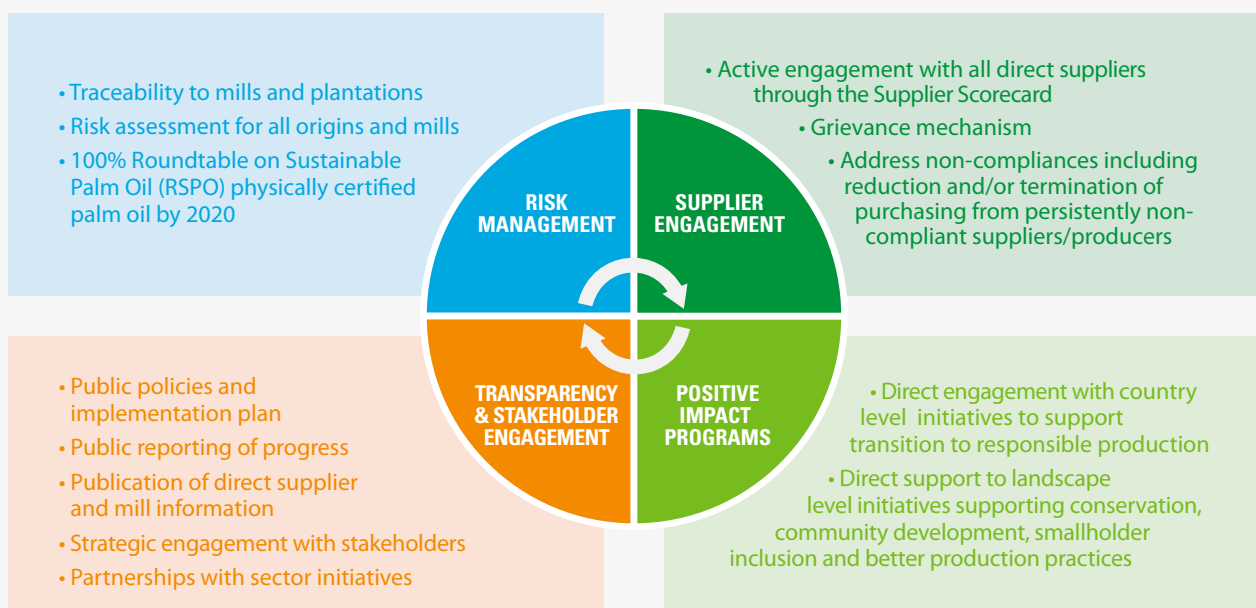 • Traceability to mills and plantations
• Risk assessment for all origins and mills
• 100% Roundtable on Sustainable
Palm Oil (RSPO) physically certified
palm oil by 2020
• Active engagement with all direct suppliers
through the Supplier Scorecard
• Grievance mechanism
• Address non-compliances including
reduction and/or termination of
purchasing from persistently non-
compliant suppliers/producers
RISK
MANAGEMENT
SUPPLIER
ENGAGEMENT
TRANSPARENCY
& STAKEHOLDER
ENGAGEMENT
POSITIVE
IMPACT
PROGRAMS
• Public policies and
implementation plan
• Public reporting of progress
• Publication of direct supplier
and mill information
• Strategic engagement with stakeholders
• Partnerships with sector initiatives
• Direct engagement with country
level initiatives to support
transition to responsible production
• Direct support to landscape
level initiatives supporting conservation,
community development, smallholder
inclusion and better production practices